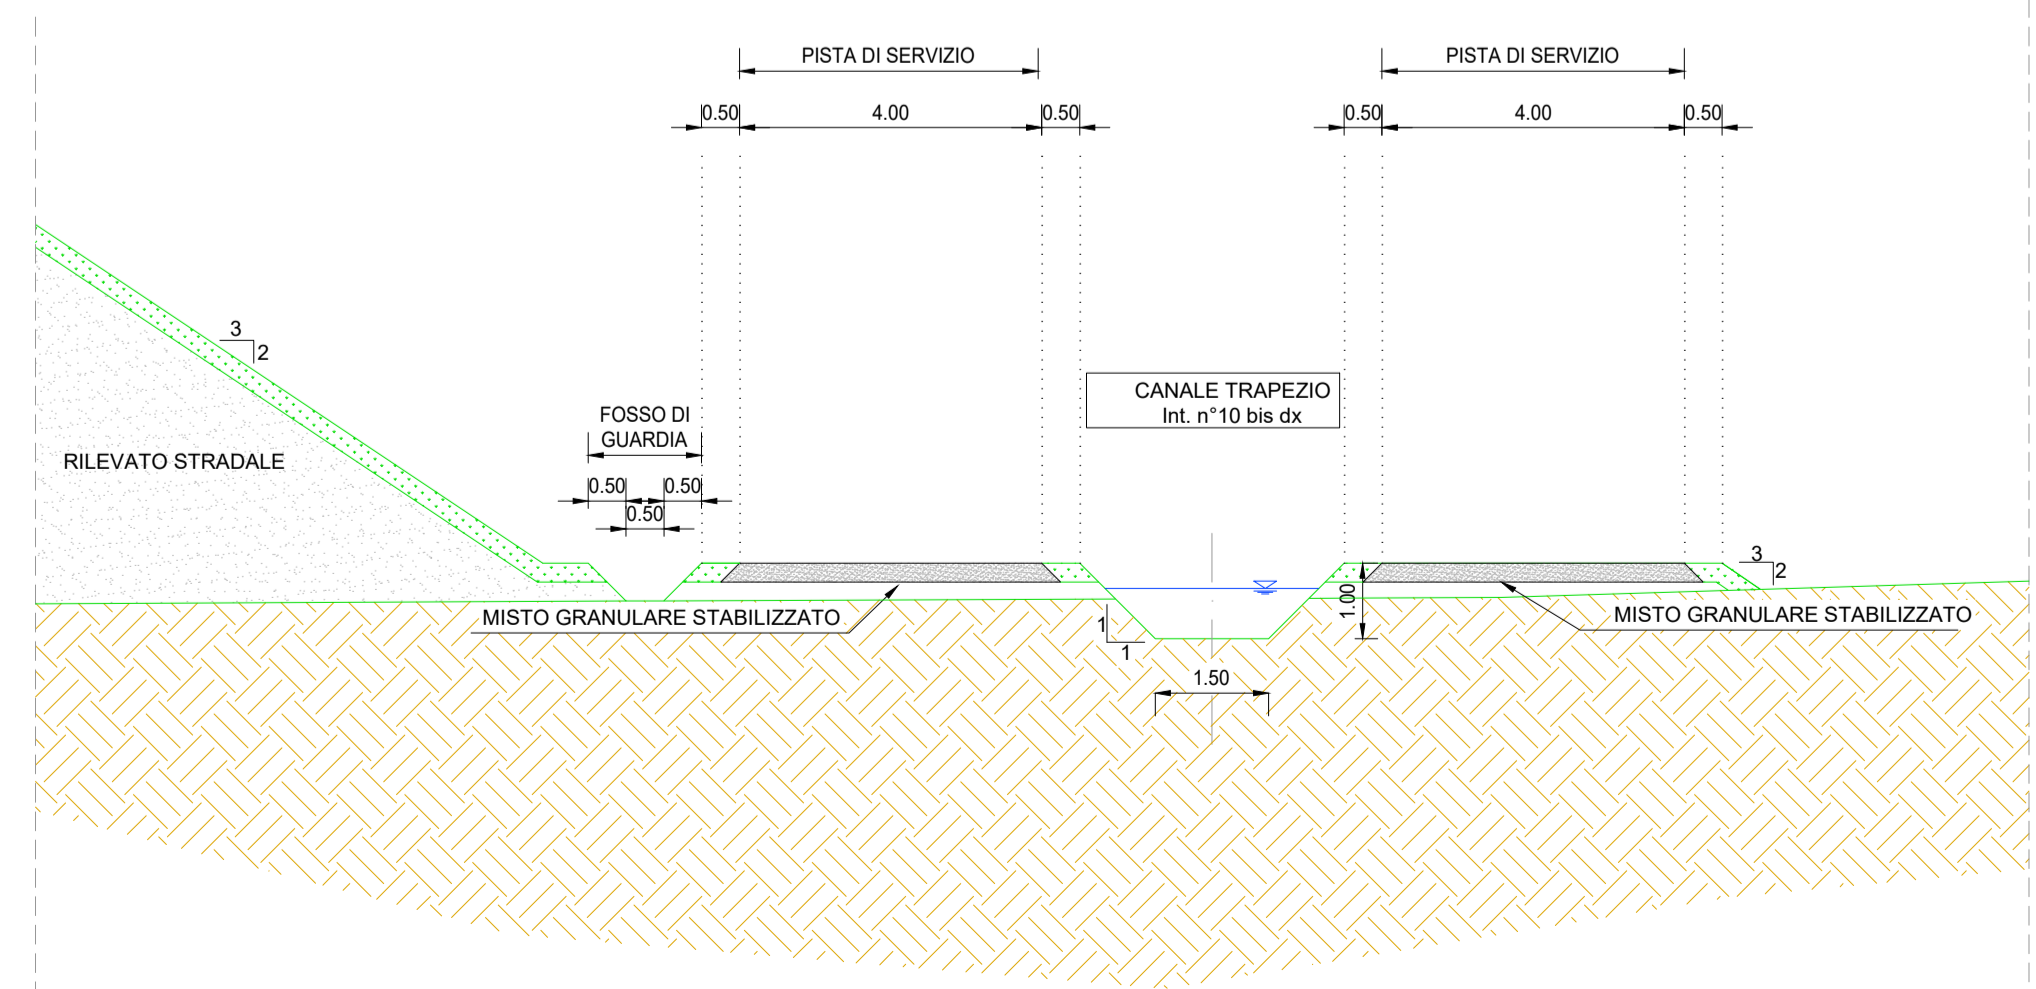 PISTA DI SERVIZIO
PISTA DI SERVIZIO
0.50
4.00
0.50
0.50
4.00
0.50
3
2
CANALE TRAPEZIO
Int. n°10 bis dx
FOSSO DI
GUARDIA
RILEVATO STRADALE
0.50
0.50
0.50
3
2
1.00
MISTO GRANULARE STABILIZZATO
MISTO GRANULARE STABILIZZATO
1
1
1.50